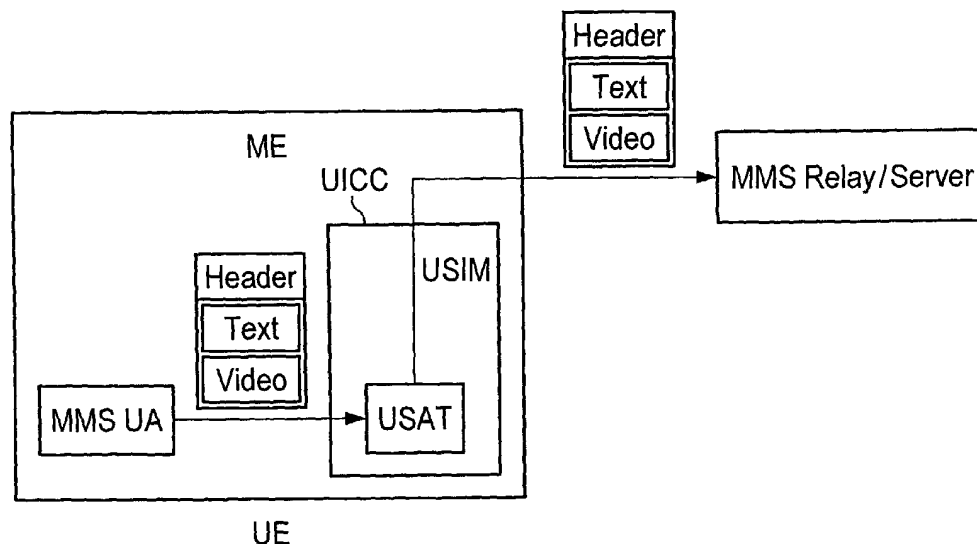 Header
Text
Video
ME
UICC
MMS Relay/Server
USIM
Header
Text
Video
MMS UA
USAT
UE